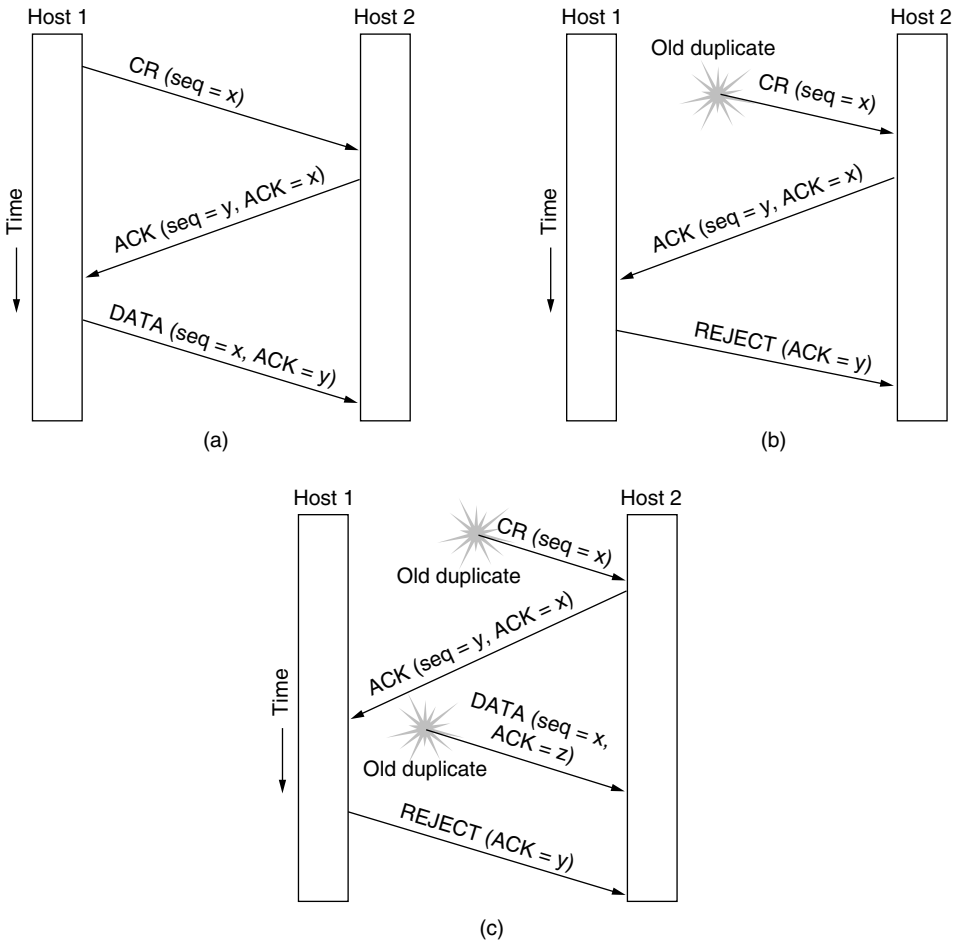 Host 1
Host 2
CR (seq = x)
ACK (seq = y, ACK = x)
Time
DATA (seq = x, ACK = y)
(a)
Host 1
Host 2
Old duplicate
CR (seq = x)
ACK (seq = y, ACK = x)
Time
REJECT (ACK = y)
(b)
Host 1
Host 2
CR (seq = x)
Old duplicate
ACK (seq = y, ACK = x)
Time
DATA (seq = x,
ACK = z)
Old duplicate
REJECT (ACK = y)
(c)